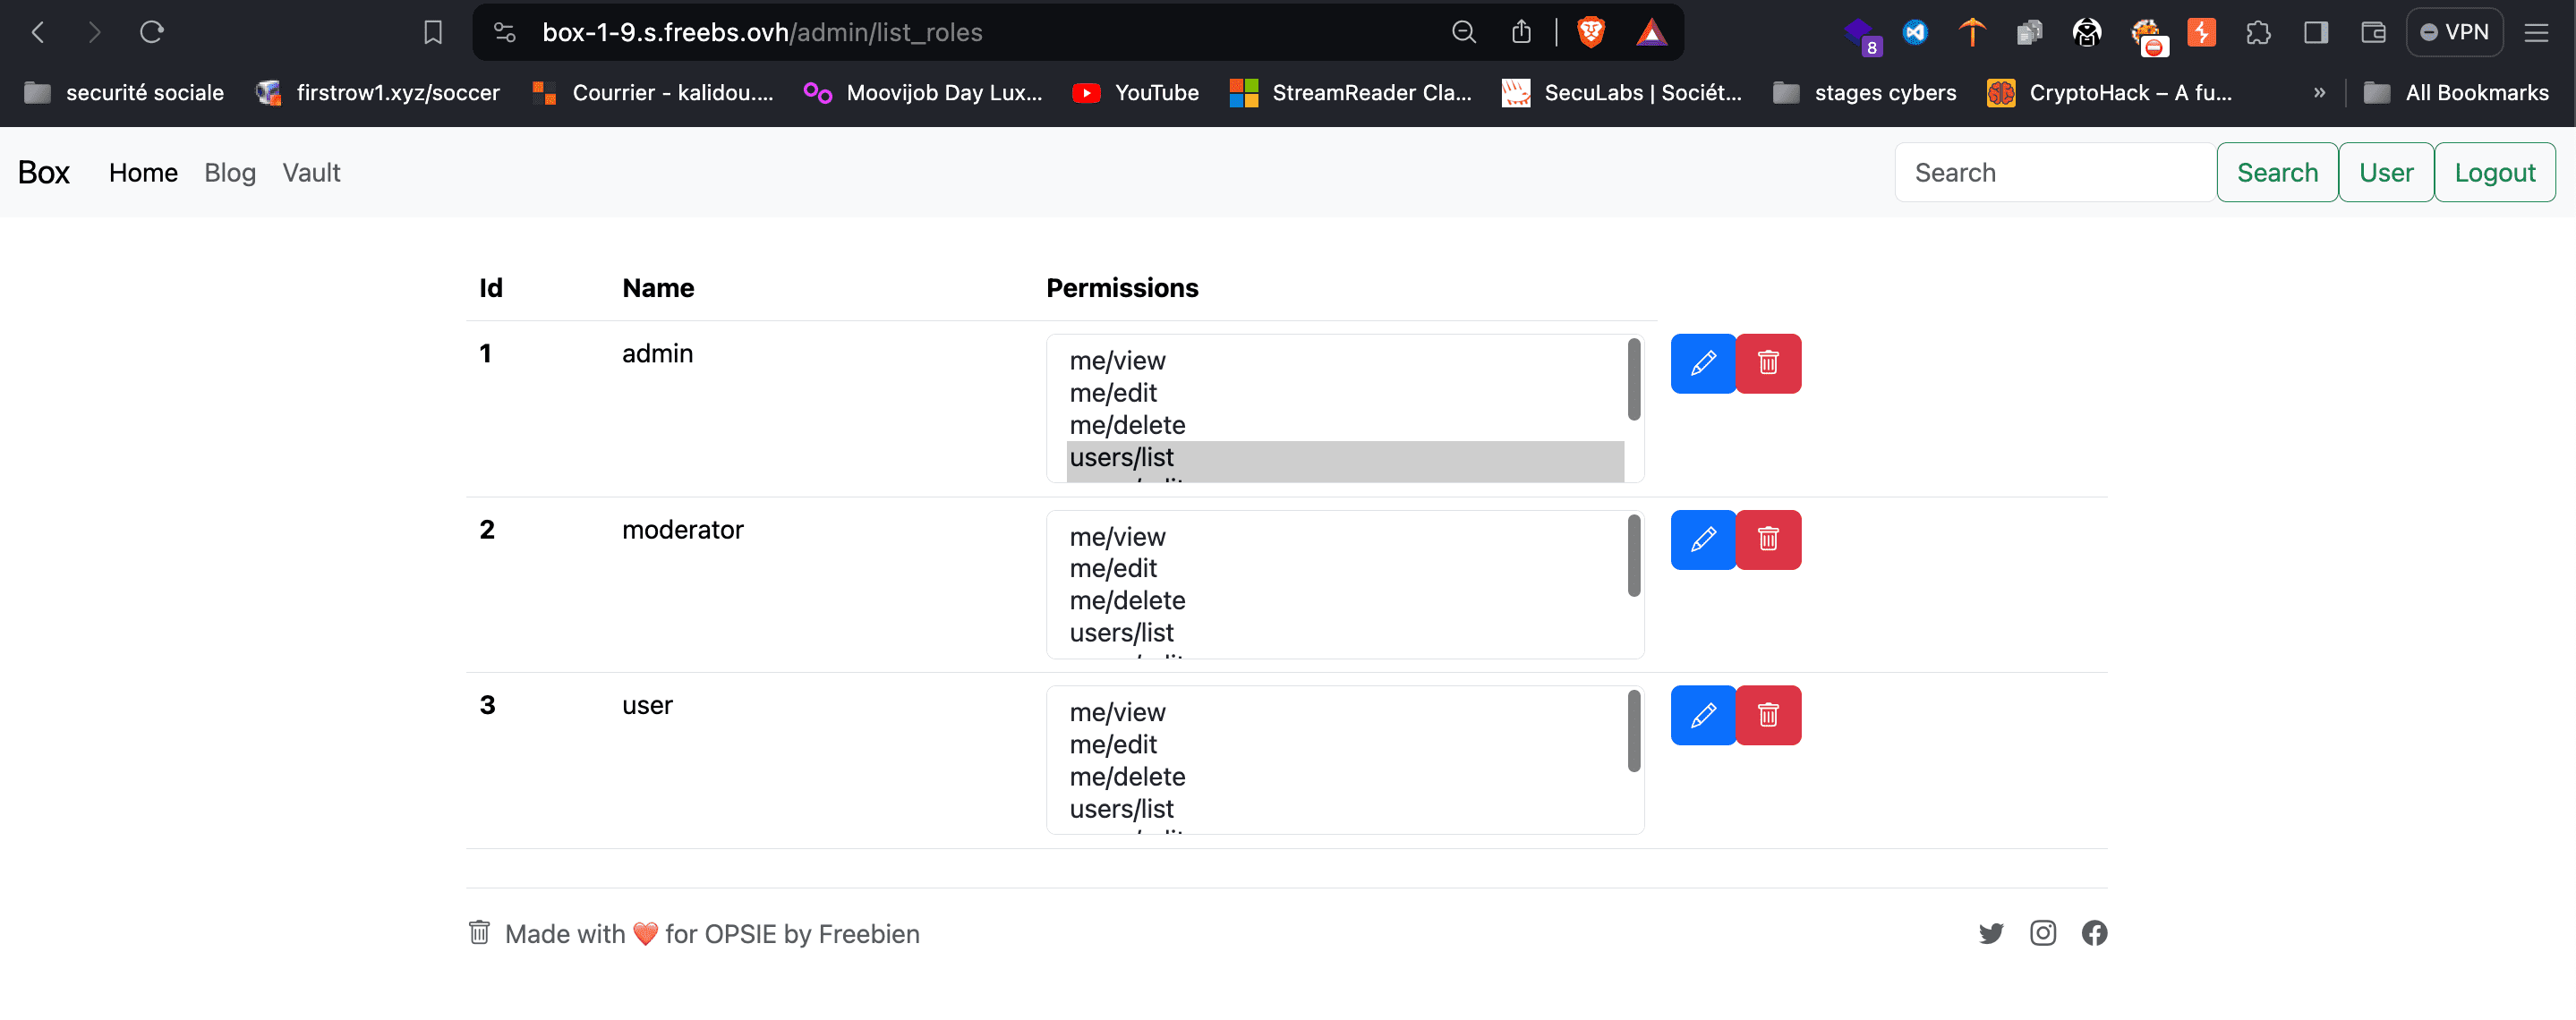 box-1-9.s.freebs.ovh/admin/list_roles
8
VPN
securité sociale
firstrow1.xyz/soccer
Courrier - kalidou....
Moovijob Day Lux...
YouTube
StreamReader Cla...
SecuLabs | Sociét...
stages cybers
CryptoHack – A fu...
»
All Bookmarks
Box Home Blog Vault
Search
Search
User
Logout
Id Name Permissions
1 admin
me/view
me/edit
me/delete
users/list
2 moderator
me/view
me/edit
me/delete
users/list
3 user
me/view
me/edit
me/delete
users/list
Made with ❤️ for OPSIE by Freebien